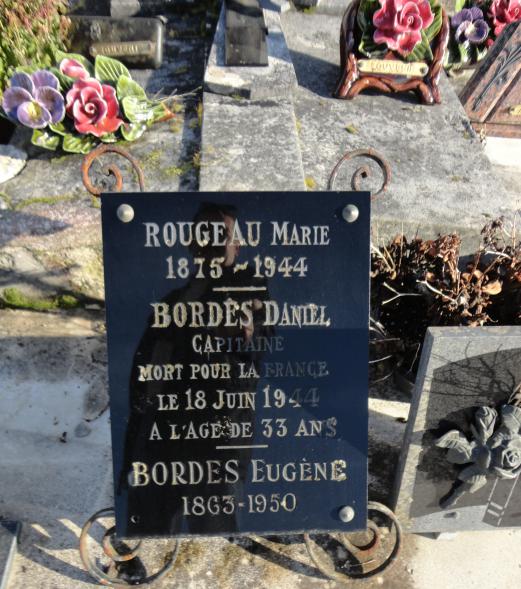 ROUGEAU MARIE
1875-1944
BORDES DANIEL
CAPITAINE
MORT POUR LA FRANCE
LE 18 JUIN 1944
A L'AGE DE 33 ANS
BORDES EUGÈNE
1863-1950